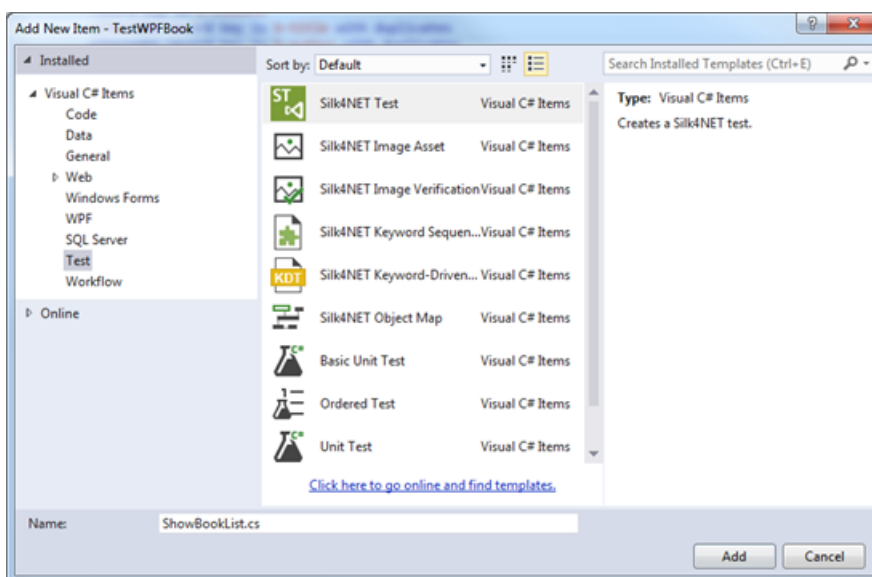 Add New Item - TestWPFBook
Installed
Sort by: Default
Search Installed Templates (Ctrl+E)
Visual C# Items
Code
Data
General
Web
Windows Forms
WPF
SQL Server
Test
Workflow
Online
ST
Silk4NET Test Visual C# Items
Silk4NET Image Asset Visual C# Items
Silk4NET Image Verification Visual C# Items
Silk4NET Keyword Sequen... Visual C# Items
KDT
Silk4NET Keyword-Driven... Visual C# Items
Silk4NET Object Map Visual C# Items
C#
Basic Unit Test Visual C# Items
Ordered Test Visual C# Items
C#
Unit Test Visual C# Items
Click here to go online and find templates.
Type: Visual C# Items
Creates a Silk4NET test.
Name: ShowBookList.cs
Add
Cancel